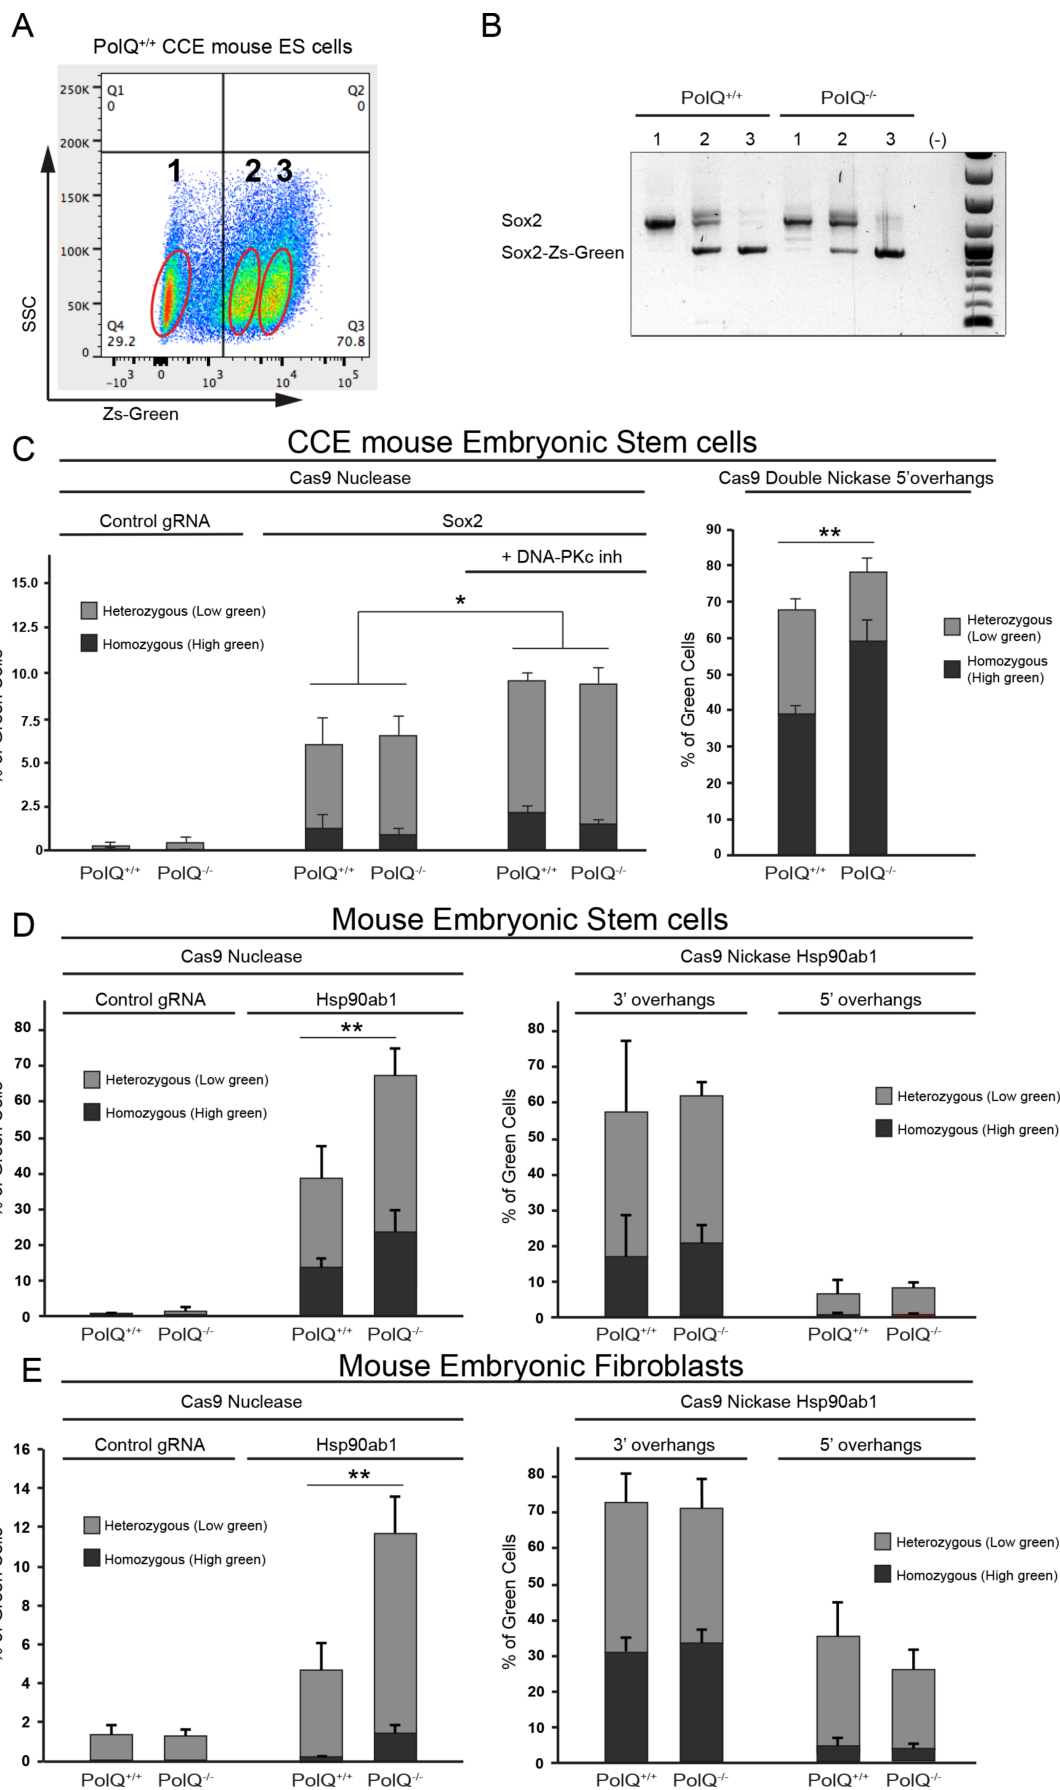 A
PolQ+/+ CCE mouse ES cells
250K
200K
150K
100K
50K
0
Q1
0
Q2
0
1 2 3
Q4
29.2
Q3
70.8
SSC
-10³ 0 10³ 10⁴ 10⁵
Zs-Green
B
PolQ+/+ PolQ-/-
1 2 3 1 2 3 (-)
Sox2
Sox2-Zs-Green
C
CCE mouse Embryonic Stem cells
Cas9 Nuclease
Control gRNA Sox2
+ DNA-PKc inh
15.0
12.5
10.0
7.5
5.0
2.5
0
% of Green Cells
Heterozygous (Low green)
Homozygous (High green)
*
PolQ+/+ PolQ-/- PolQ+/+ PolQ-/- PolQ+/+ PolQ-/-
Cas9 Double Nickase 5'overhangs
90
80
70
60
50
40
30
20
10
0
% of Green Cells
**
Heterozygous
(Low green)
Homozygous
(High green)
PolQ+/+ PolQ-/-
D
Mouse Embryonic Stem cells
Cas9 Nuclease
Control gRNA Hsp90ab1
80
70
60
50
40
30
20
10
0
% of Green Cells
Heterozygous (Low green)
Homozygous (High green)
**
PolQ+/+ PolQ-/- PolQ+/+ PolQ-/-
Cas9 Nickase Hsp90ab1
3' overhangs 5' overhangs
80
70
60
50
40
30
20
10
0
% of Green Cells
Heterozygous (Low green)
Homozygous (High green)
PolQ+/+ PolQ-/- PolQ+/+ PolQ-/-
E
Mouse Embryonic Fibroblasts
Cas9 Nuclease
Control gRNA Hsp90ab1
16
14
12
10
8
6
4
2
0
% of Green Cells
Heterozygous (Low green)
Homozygous (High green)
**
PolQ+/+ PolQ-/- PolQ+/+ PolQ-/-
Cas9 Nickase Hsp90ab1
3' overhangs 5' overhangs
80
70
60
50
40
30
20
10
0
% of Green Cells
Heterozygous (Low green)
Homozygous (High green)
PolQ+/+ PolQ-/- PolQ+/+ PolQ-/-